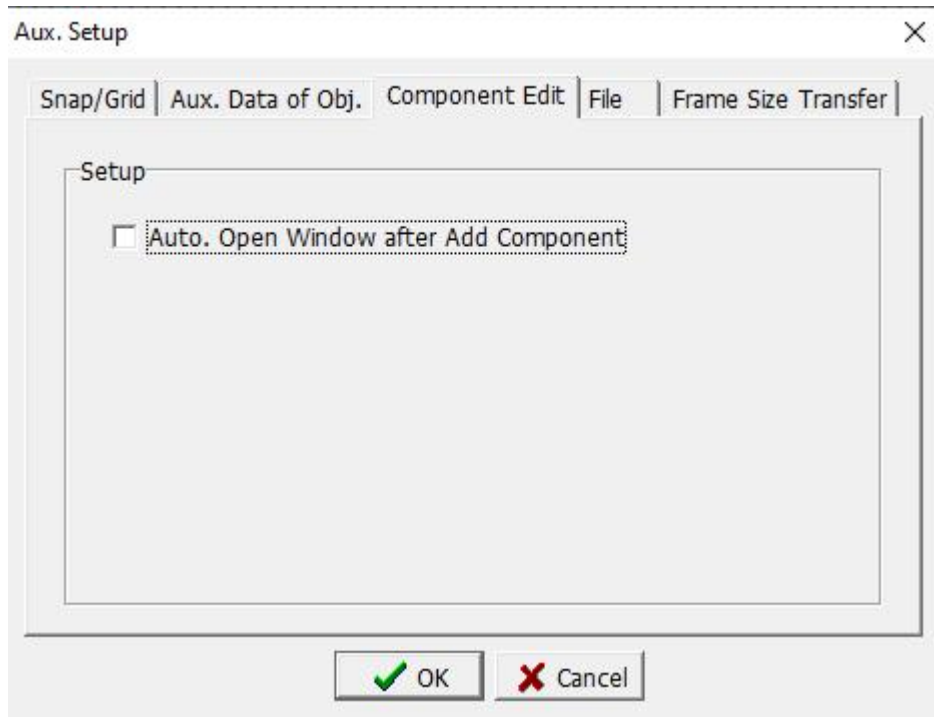 Aux. Setup
Snap/Grid Aux. Data of Obj. Component Edit File Frame Size Transfer
Setup
Auto. Open Window after Add Component
OK Cancel